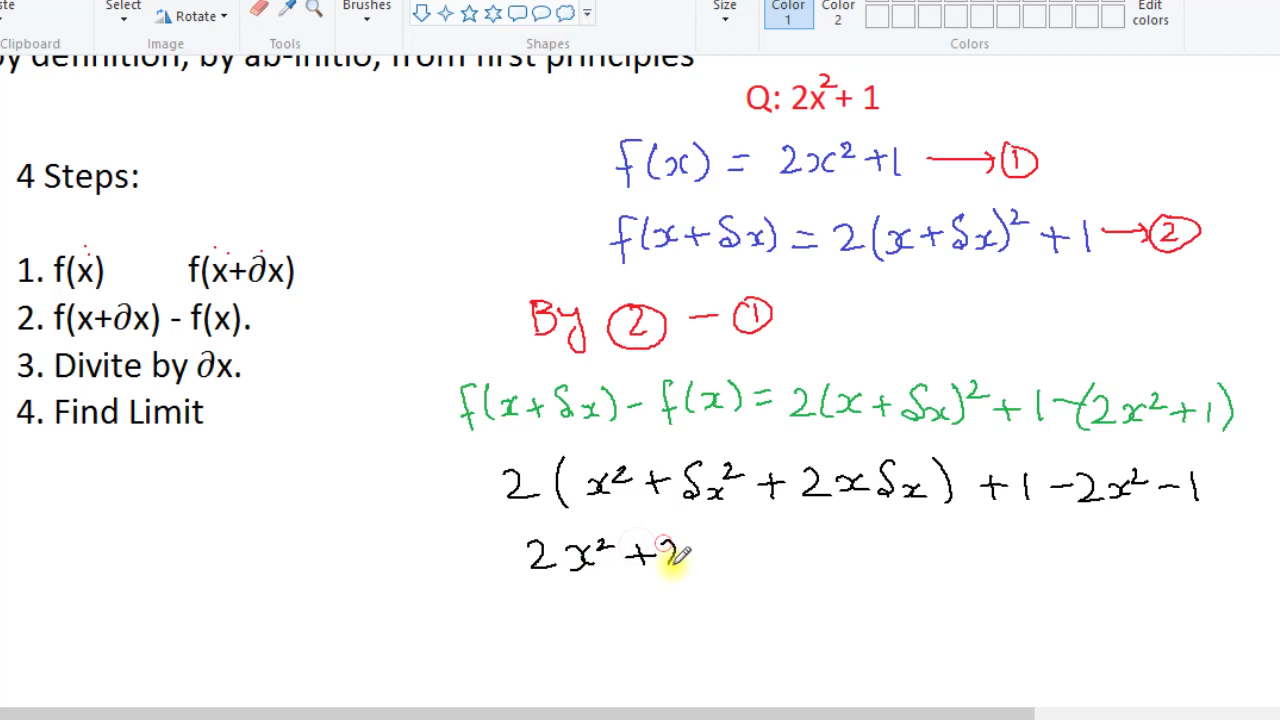 ste
Select
Rotate
Brushes
Size
Color 1
Color 2
Edit colors
Clipboard
Image
Tools
Shapes
Colors
by definition, by ab-initio, from first principles
Q: 2x²+ 1
f(x) = 2x²+1 → ①
4 Steps:
f(x+δx) = 2(x+δx)² +1 → ②
1. f(x) f(x+∂x)
2. f(x+∂x) - f(x).
By ② - ①
3. Divite by ∂x.
4. Find Limit
f(x+δx) - f(x) = 2(x+δx)² +1 -(2x²+1)
2(x²+δx²+2xδx) +1 -2x² -1
2x² +2